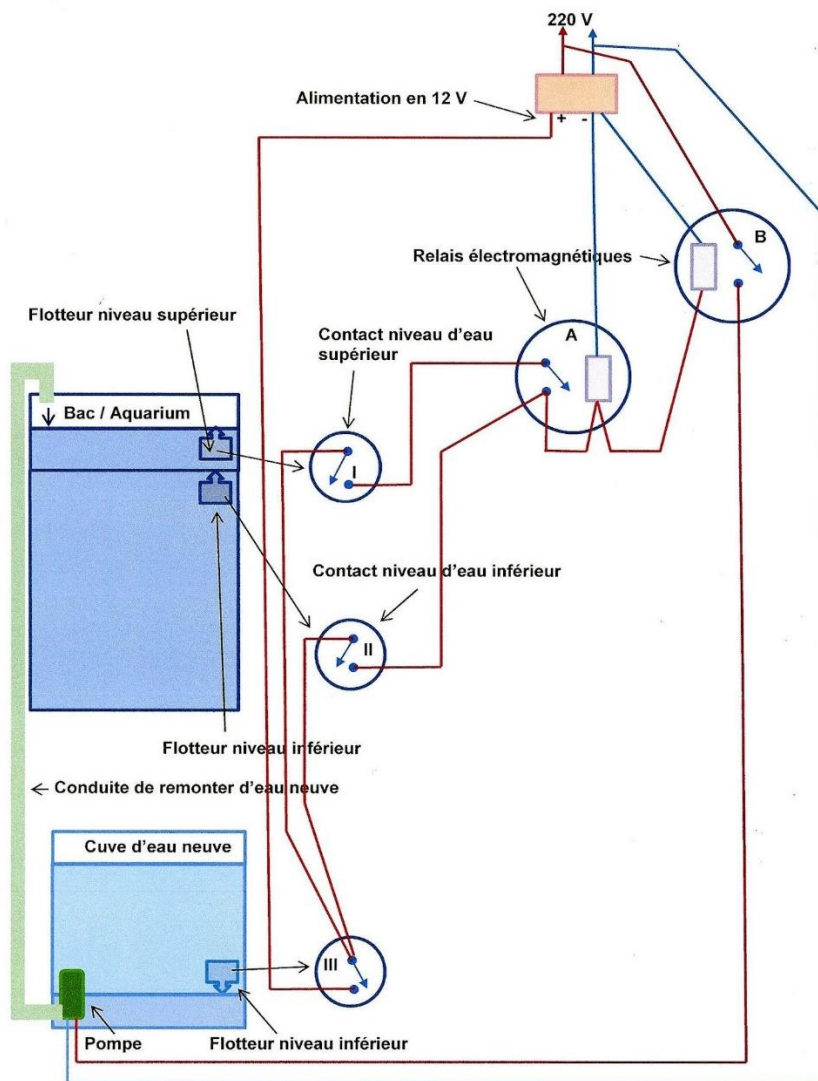 220 V
Alimentation en 12 V
+ -
B
Relais électromagnétiques
Flotteur niveau supérieur
Contact niveau d'eau
supérieur
A
Bac / Aquarium
I
Contact niveau d'eau inférieur
II
Flotteur niveau inférieur
Conduite de remonter d'eau neuve
Cuve d'eau neuve
III
Pompe
Flotteur niveau inférieur